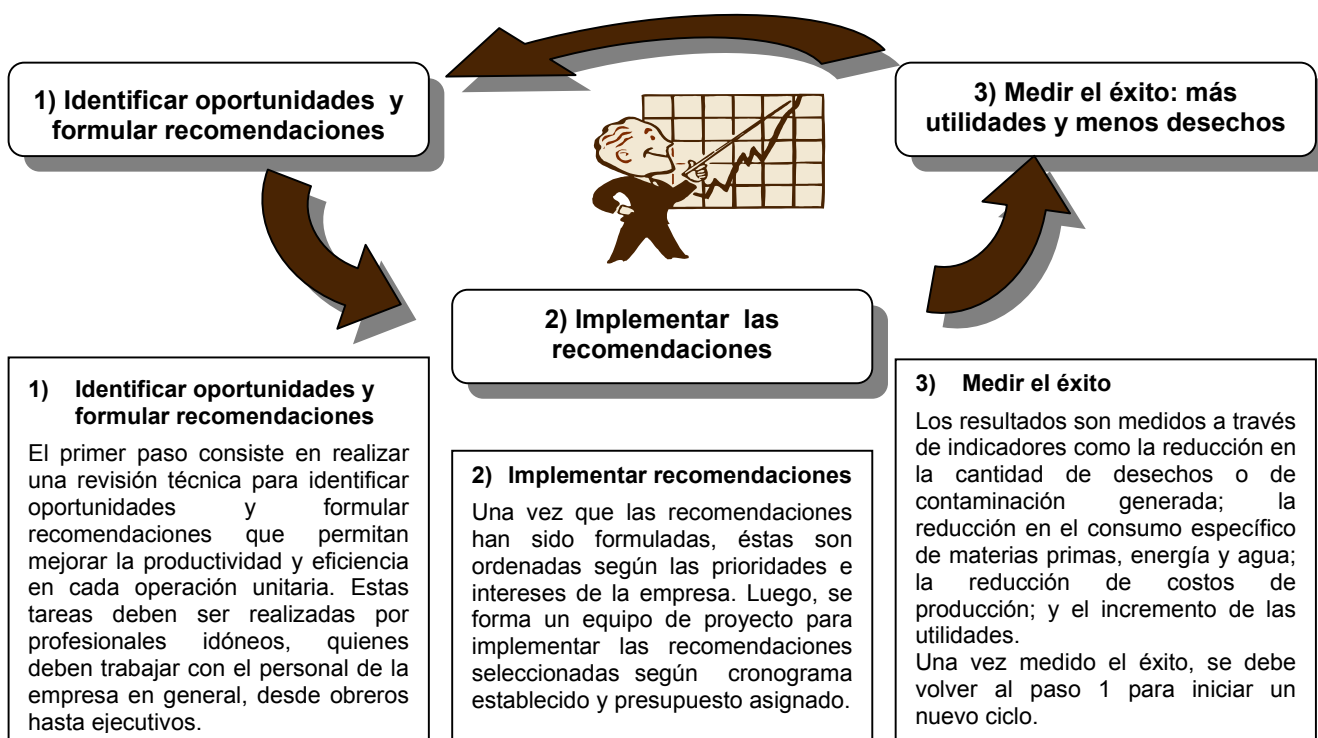 1) Identificar oportunidades y
formular recomendaciones
3) Medir el éxito: más
utilidades y menos desechos
2) Implementar las
recomendaciones
1) Identificar oportunidades y
formular recomendaciones
El primer paso consiste en realizar
una revisión técnica para identificar
oportunidades y formular
recomendaciones que permitan
mejorar la productividad y eficiencia
en cada operación unitaria. Estas
tareas deben ser realizadas por
profesionales idóneos, quienes
deben trabajar con el personal de la
empresa en general, desde obreros
hasta ejecutivos.
2) Implementar recomendaciones
Una vez que las recomendaciones
han sido formuladas, éstas son
ordenadas según las prioridades e
intereses de la empresa. Luego, se
forma un equipo de proyecto para
implementar las recomendaciones
seleccionadas según cronograma
establecido y presupuesto asignado.
3) Medir el éxito
Los resultados son medidos a través
de indicadores como la reducción en
la cantidad de desechos o de
contaminación generada; la
reducción en el consumo específico
de materias primas, energía y agua;
la reducción de costos de
producción; y el incremento de las
utilidades.
Una vez medido el éxito, se debe
volver al paso 1 para iniciar un
nuevo ciclo.